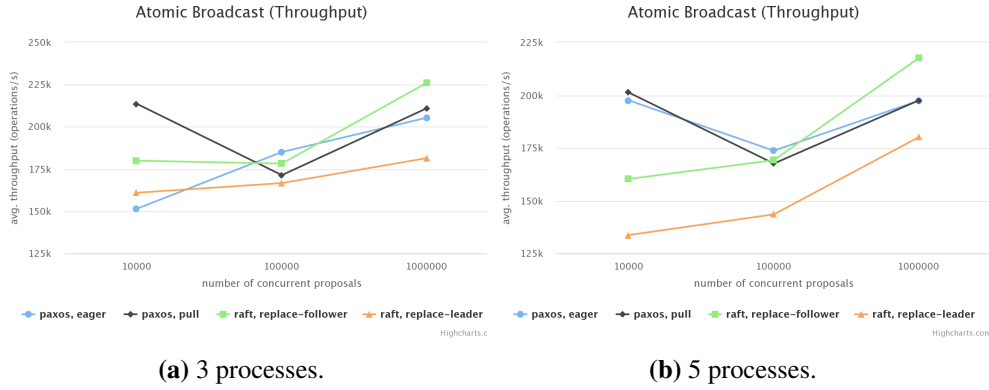 Atomic Broadcast (Throughput)
250k
225k
200k
175k
150k
125k
avg. throughput (operations/s)
10000 100000 1000000
number of concurrent proposals
paxos, eager paxos, pull raft, replace-follower raft, replace-leader
Highcharts.c
(a) 3 processes.
Atomic Broadcast (Throughput)
225k
200k
175k
150k
125k
avg. throughput (operations/s)
10000 100000 1000000
number of concurrent proposals
paxos, eager paxos, pull raft, replace-follower raft, replace-leader
Highcharts.com
(b) 5 processes.